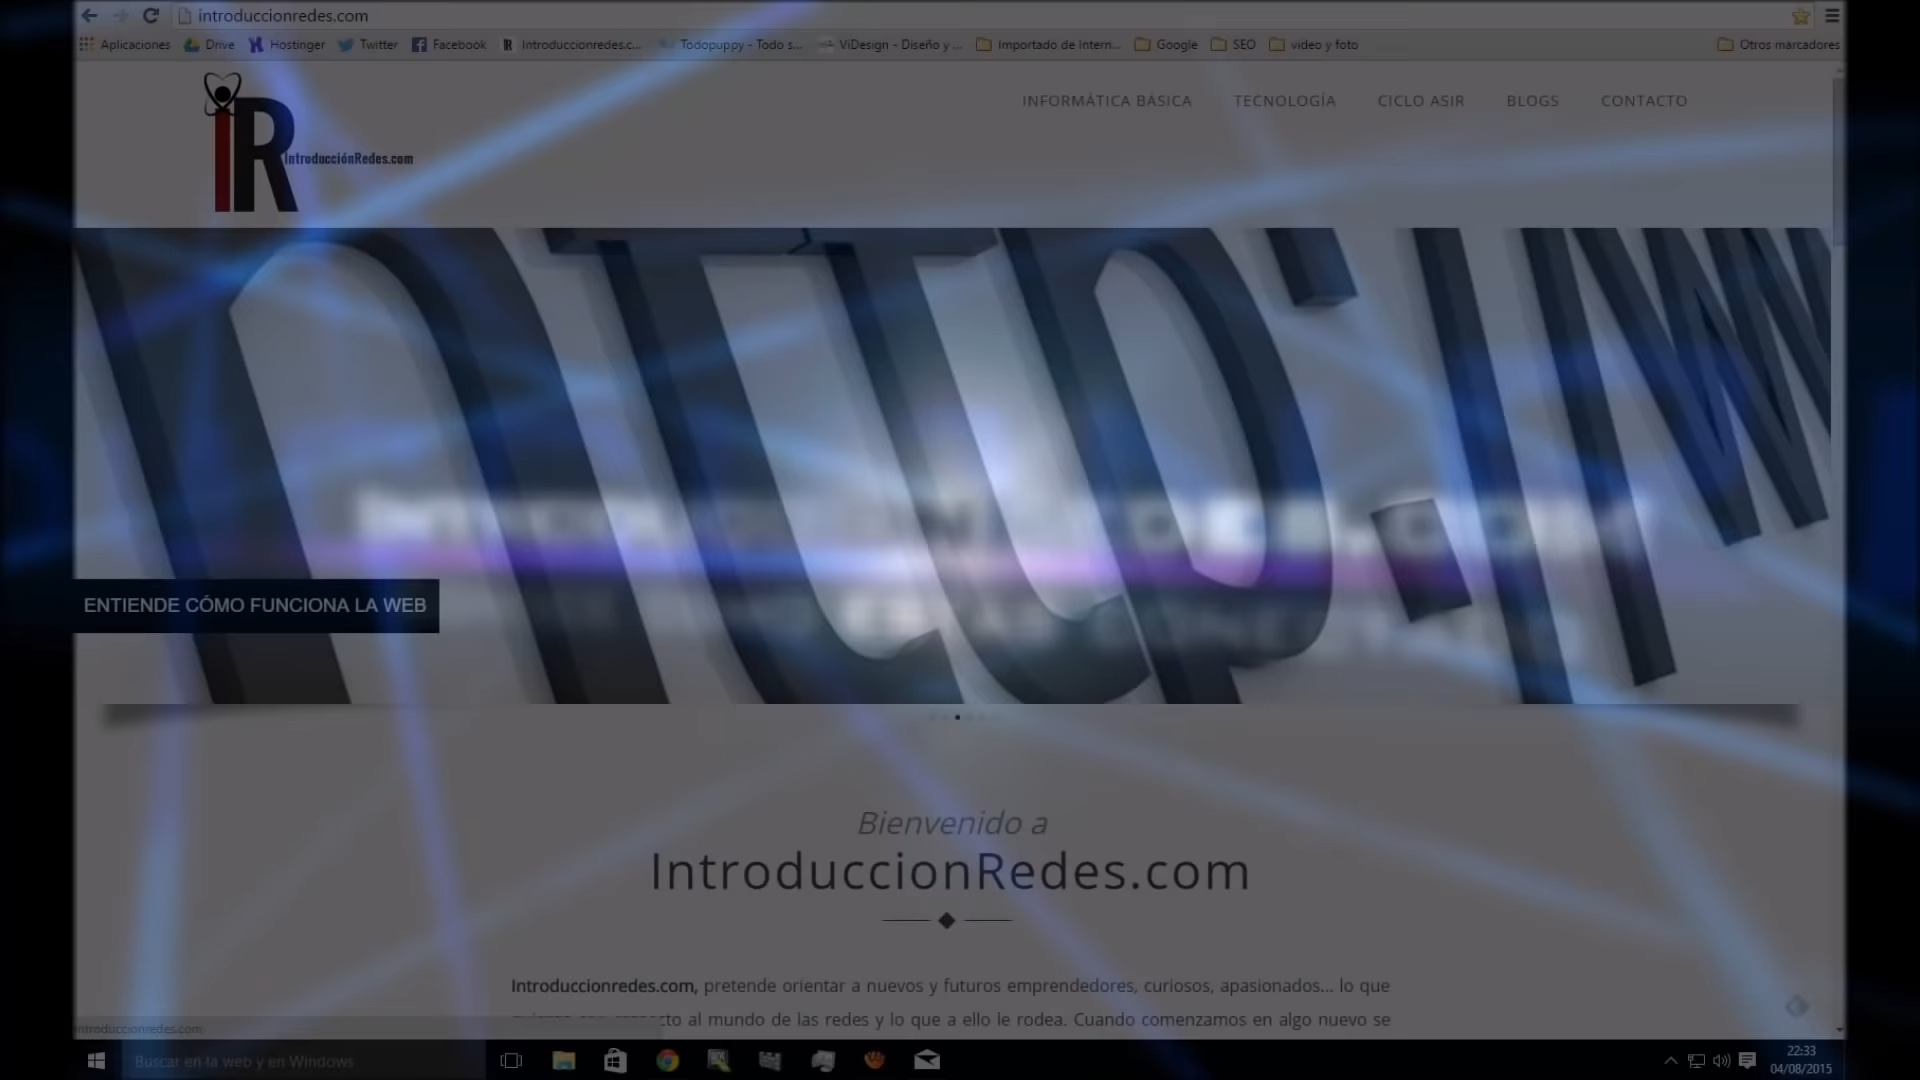 introduccionredes.com
Aplicaciones Drive Hostinger Twitter Facebook Introduccionredes.c... Todopuppy - Todo s... ViDesign - Diseño y ... Importado de Intern... Google SEO video y foto Otros marcadores
IR
IntroducciónRedes.com
INFORMÁTICA BÁSICA TECNOLOGÍA CICLO ASIR BLOGS CONTACTO
http:/w
ENTIENDE CÓMO FUNCIONA LA WEB
Bienvenido a
IntroduccionRedes.com
Introduccionredes.com, pretende orientar a nuevos y futuros emprendedores, curiosos, apasionados... lo que
al mundo de las redes y lo que a ello le rodea. Cuando comenzamos en algo nuevo se
introduccionredes.com
Buscar en la web y en Windows
22:33
04/08/2015